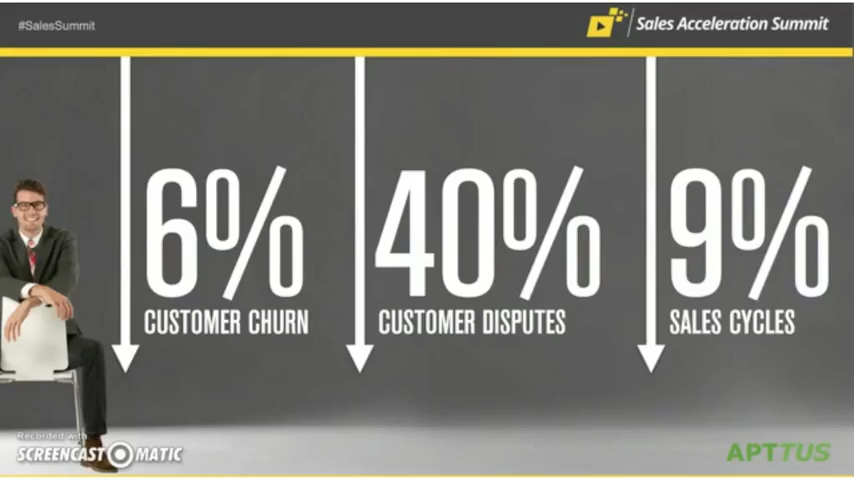 #SalesSummit
Sales Acceleration Summit
6%
CUSTOMER CHURN
40%
CUSTOMER DISPUTES
9%
SALES CYCLES
Recorded with
SCREENCAST MATIC
APTTUS